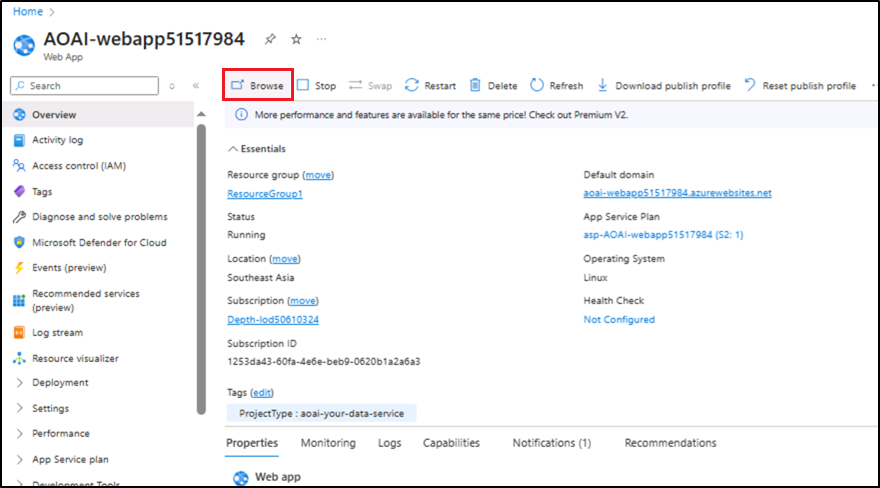 Home
AOAI-webapp51517984
Web App
Search
Browse
Stop
Swap
Restart
Delete
Refresh
Download publish profile
Reset publish profile
Overview
Activity log
Access control (IAM)
Tags
Diagnose and solve problems
Microsoft Defender for Cloud
Events (preview)
Recommended services
(preview)
Log stream
Resource visualizer
Deployment
Settings
Performance
App Service plan
Development Tools
More performance and features are available for the same price! Check out Premium V2.
Essentials
Resource group (move)
ResourceGroup1
Status
Running
Location (move)
Southeast Asia
Subscription (move)
Depth-lod50610324
Subscription ID
1253da43-60fa-4e6e-beb9-0620b1a2a6a3
Default domain
aoai-webapp51517984.azurewebsites.net
App Service Plan
asp-AOAI-webapp51517984 (S2: 1)
Operating System
Linux
Health Check
Not Configured
Tags (edit)
ProjectType : aoai-your-data-service
Properties
Monitoring
Logs
Capabilities
Notifications (1)
Recommendations
Web app